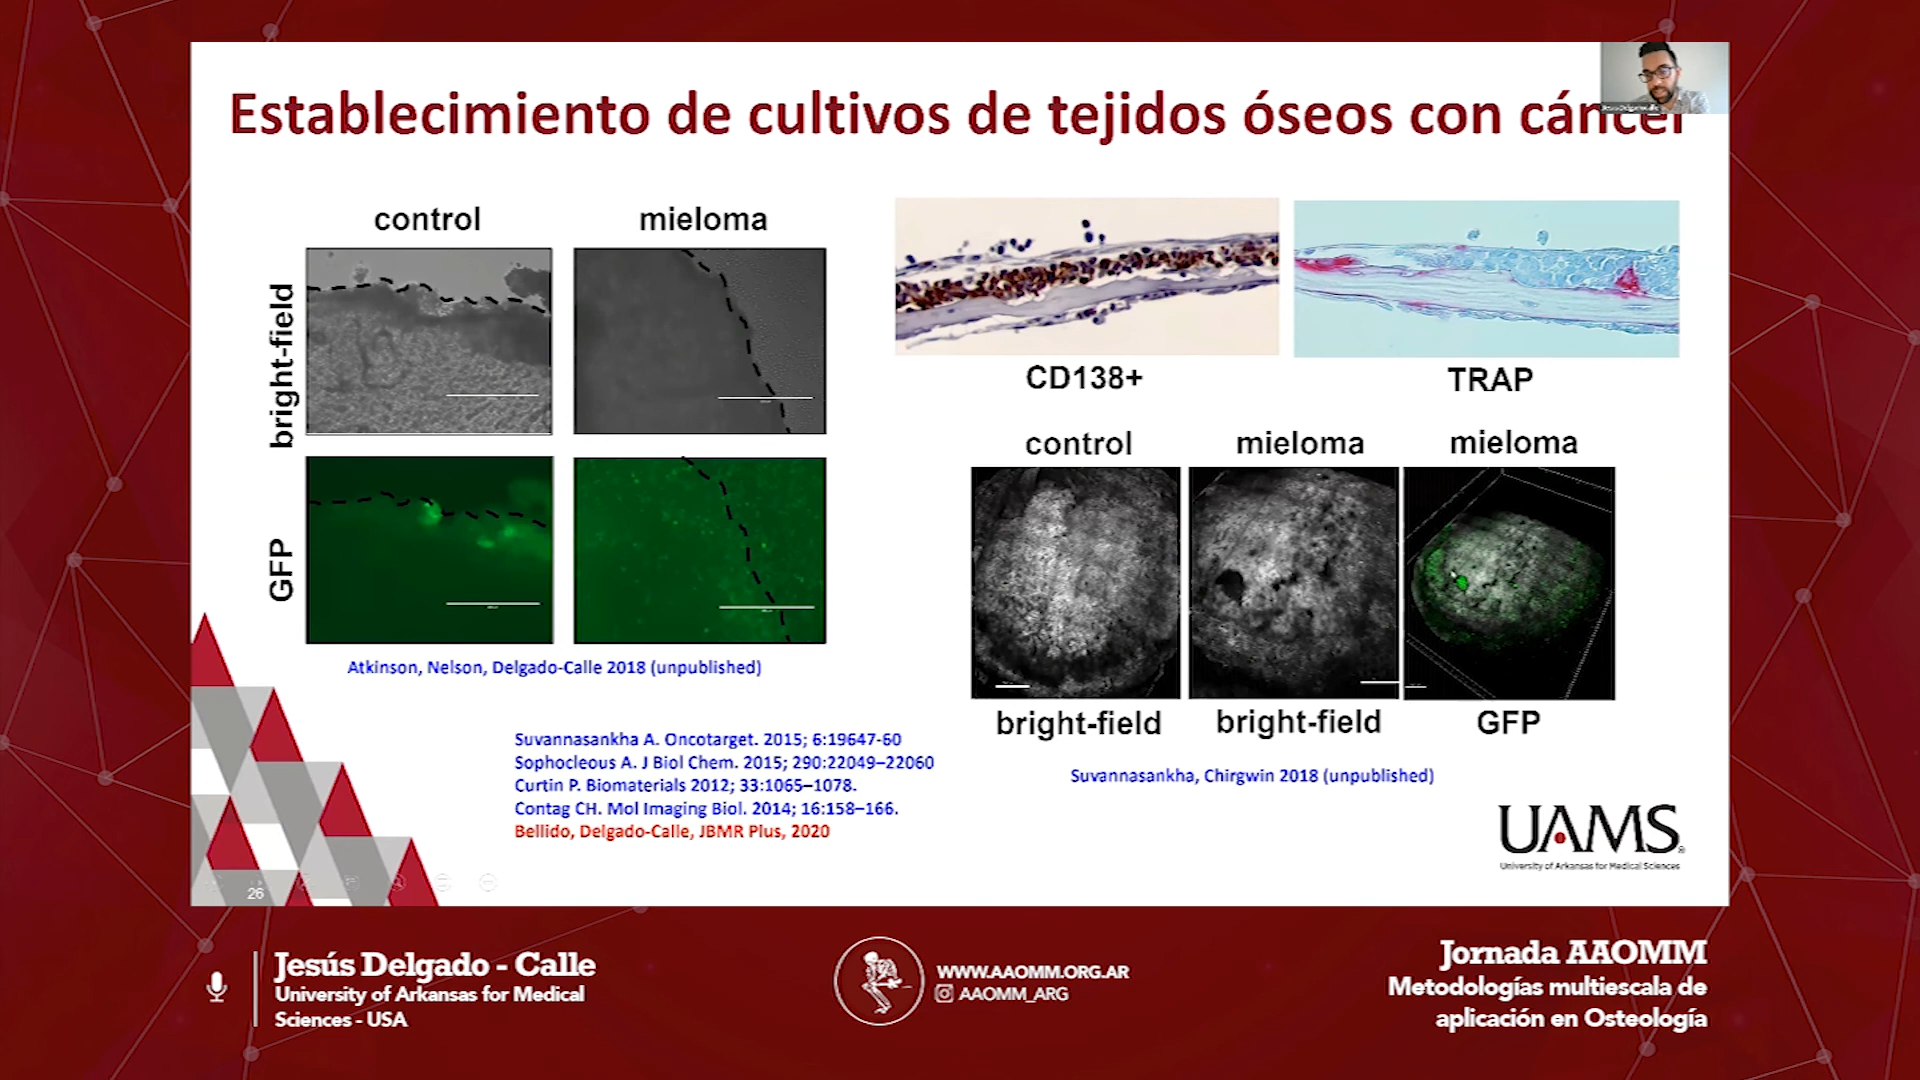 Establecimiento de cultivos de tejidos óseos con cáncer
control
mieloma
bright-field
GFP
Atkinson, Nelson, Delgado-Calle 2018 (unpublished)
CD138+
TRAP
control
mieloma
mieloma
bright-field
bright-field
GFP
Suvannasankha, Chirgwin 2018 (unpublished)
Suvannasankha A. Oncotarget. 2015; 6:19647-60
Sophocleous A. J Biol Chem. 2015; 290:22049–22060
Curtin P. Biomaterials 2012; 33:1065–1078.
Contag CH. Mol Imaging Biol. 2014; 16:158–166.
Bellido, Delgado-Calle, JBMR Plus, 2020
UAMS
University of Arkansas for Medical Sciences
26
Jesús Delgado - Calle
University of Arkansas for Medical
Sciences - USA
WWW.AAOMM.ORG.AR
AAOMM_ARG
Jornada AAOMM
Metodologías multiescala de
aplicación en Osteología